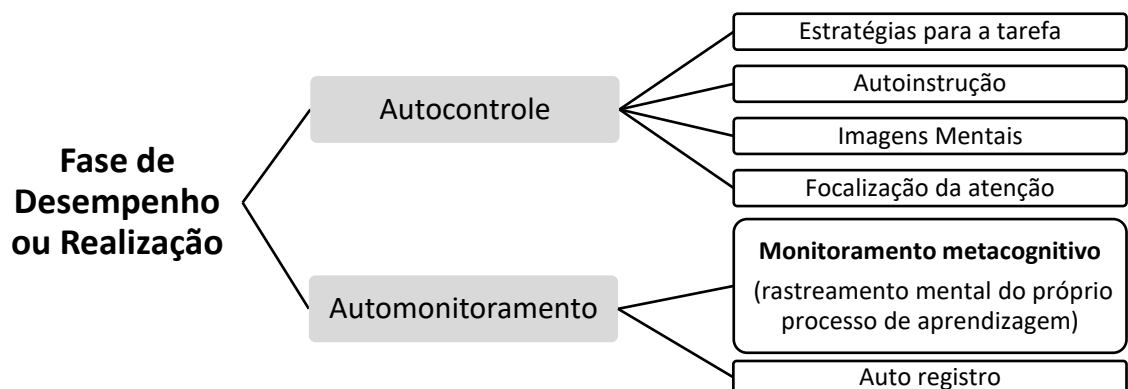 Fase de
Desempenho
ou Realização
Autocontrole
Estratégias para a tarefa
Autoinstrução
Imagens Mentais
Focalização da atenção
Automonitoramento
Monitoramento metacognitivo
(rastreamento mental do próprio
processo de aprendizagem)
Auto registro